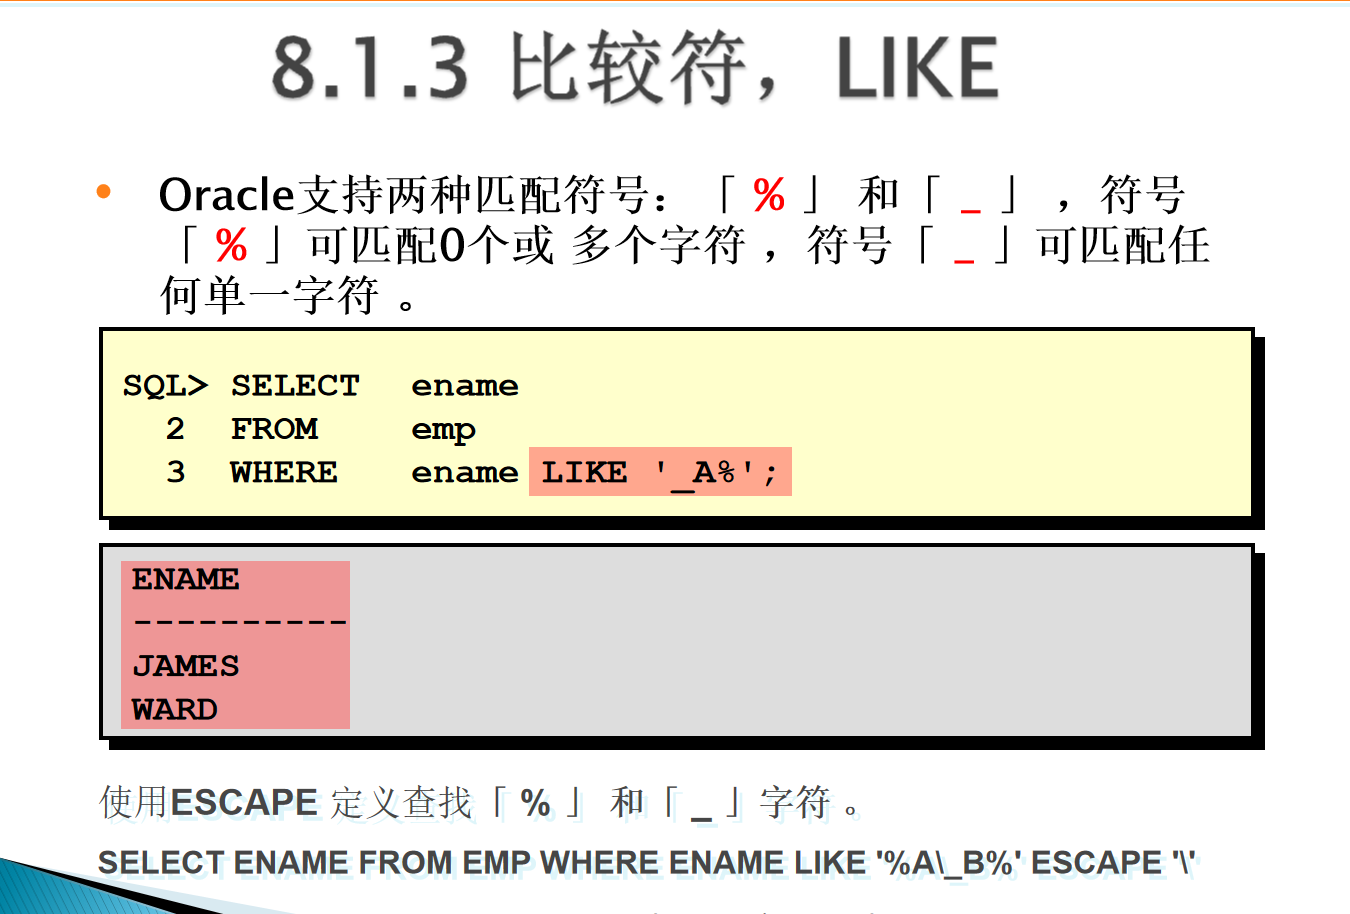 8.1.3 比较符，LIKE
Oracle支持两种匹配符号：「 % 」 和「 _ 」 ，符号
「 % 」可匹配0个或 多个字符 ，符号「 _ 」可匹配任
何单一字符 。
SQL> SELECT ename
2 FROM emp
3 WHERE ename LIKE '_A%';
ENAME
----------
JAMES
WARD
使用ESCAPE 定义查找「 % 」 和「 _ 」字符 。
SELECT ENAME FROM EMP WHERE ENAME LIKE '%A\_B%' ESCAPE '\'